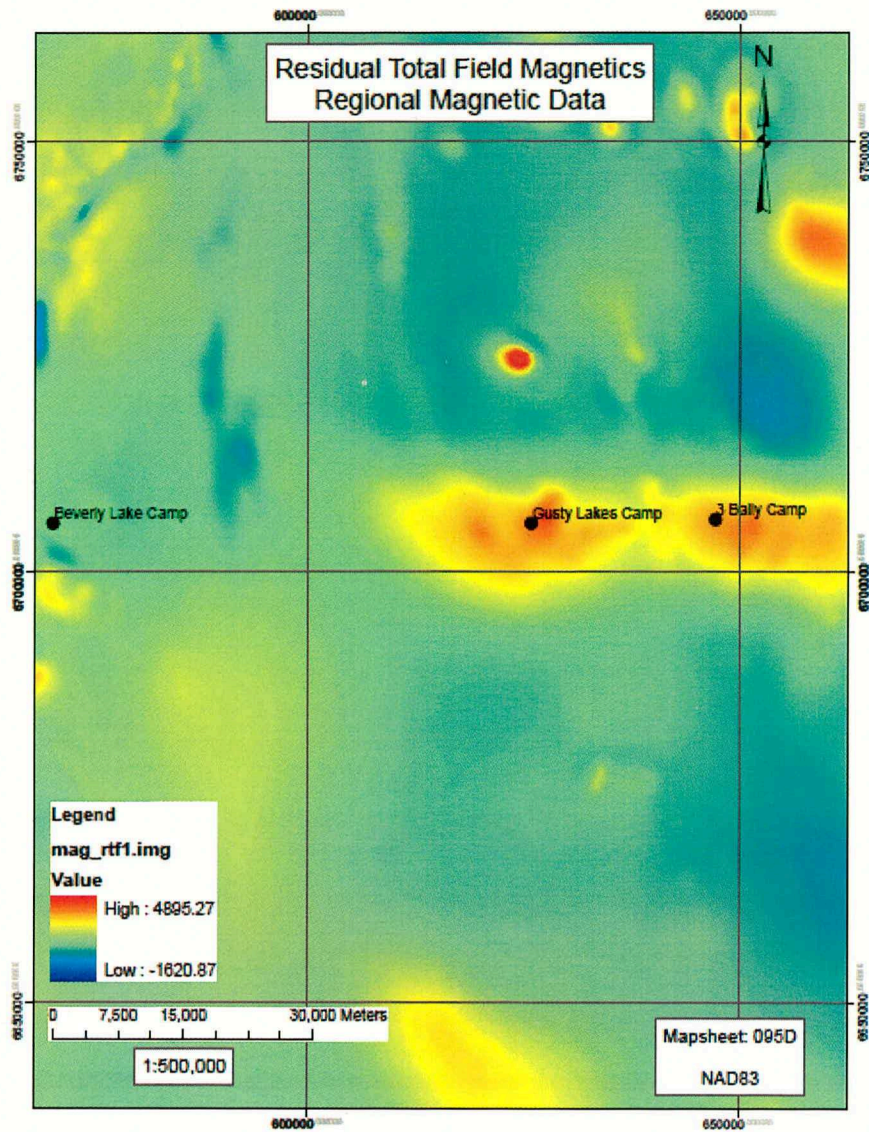 600000
650000
Residual Total Field Magnetics
Regional Magnetic Data
N
6750000
6750000
Beverly Lake Camp
Gusty Lakes Camp
3 Bally Camp
6700000
6700000
Legend
mag_rtf1.img
Value
High : 4895.27
Low : -1620.87
6650000
6650000
0 7,500 15,000 30,000 Meters
1:500,000
Mapsheet: 095D
NAD83
600000
650000